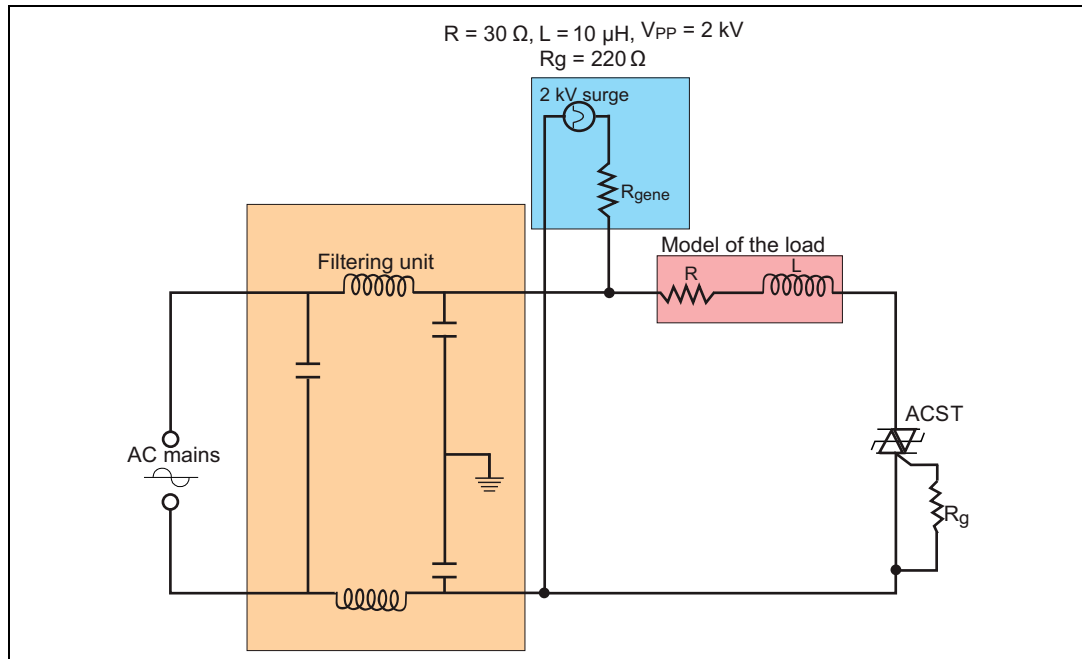 R = 30 Ω, L = 10 µH, VPP = 2 kV
Rg = 220 Ω
2 kV surge
Rgene
Model of the load
Filtering unit
R
L
ACST
AC mains
Rg